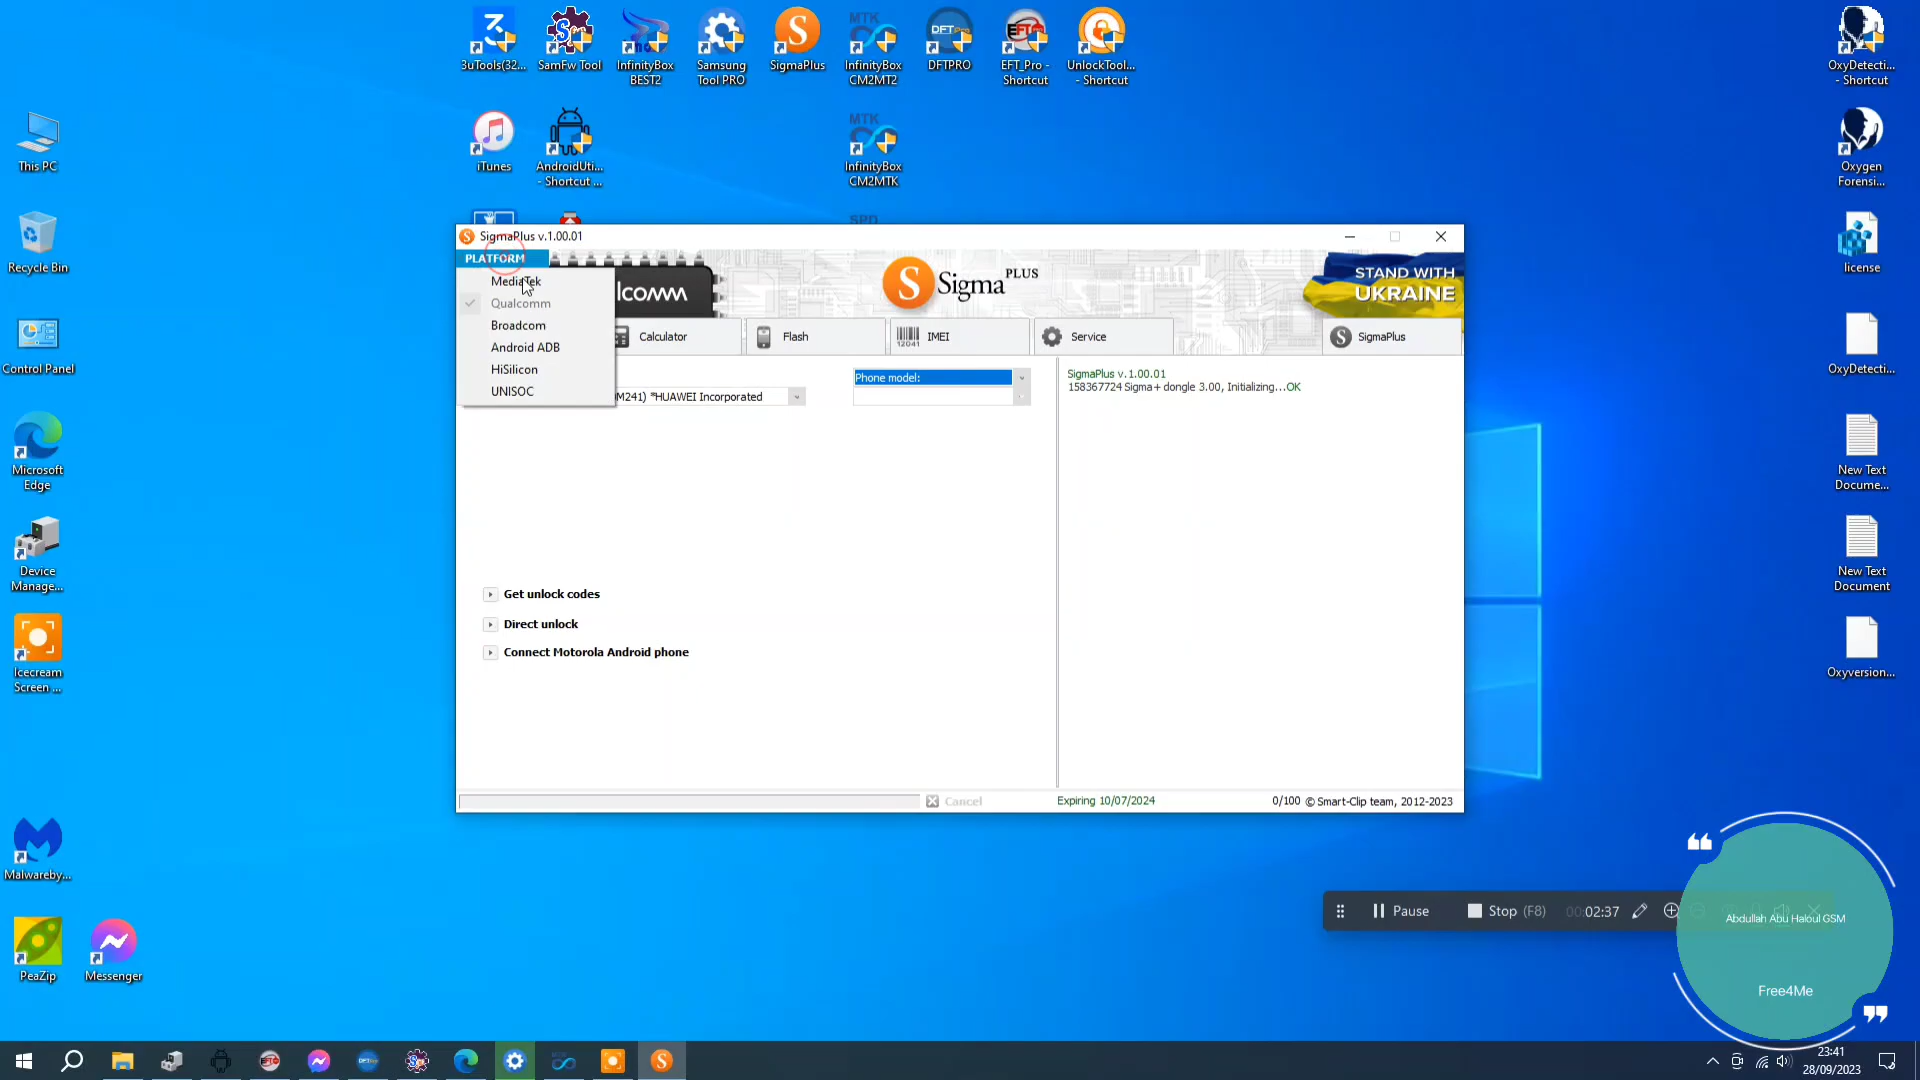 3uTools(32...
SamFw Tool
InfinityBox
BEST2
Samsung
Tool PRO
SigmaPlus
MTK
InfinityBox
CM2MT2
DFTPRO
EFT_Pro -
Shortcut
UnlockTool...
- Shortcut
OxyDetecti...
- Shortcut
This PC
iTunes
AndroidUti...
- Shortcut ...
MTK
InfinityBox
CM2MTK
Oxygen
Forensi...
Recycle Bin
SPD
license
SigmaPlus v.1.00.01
PLATFORM
MediaTek
Qualcomm
Broadcom
Android ADB
HiSilicon
UNISOC
lcomm
Sigma PLUS
STAND WITH
UKRAINE
Calculator
Flash
IMEI
Service
SigmaPlus
M241) *HUAWEI Incorporated
Phone model:
SigmaPlus v.1.00.01
158367724 Sigma+ dongle 3.00, Initializing...OK
Get unlock codes
Direct unlock
Connect Motorola Android phone
Cancel
Expiring 10/07/2024
0/100 © Smart-Clip team, 2012-2023
Control Panel
OxyDetecti...
Microsoft
Edge
New Text
Docume...
Device
Manage...
New Text
Document
Icecream
Screen ...
Oxyversion...
Malwareby...
PeaZip
Messenger
Pause
Stop (F8)
00:02:37
Abdullah Abu Haloul GSM
Free4Me
23:41
28/09/2023